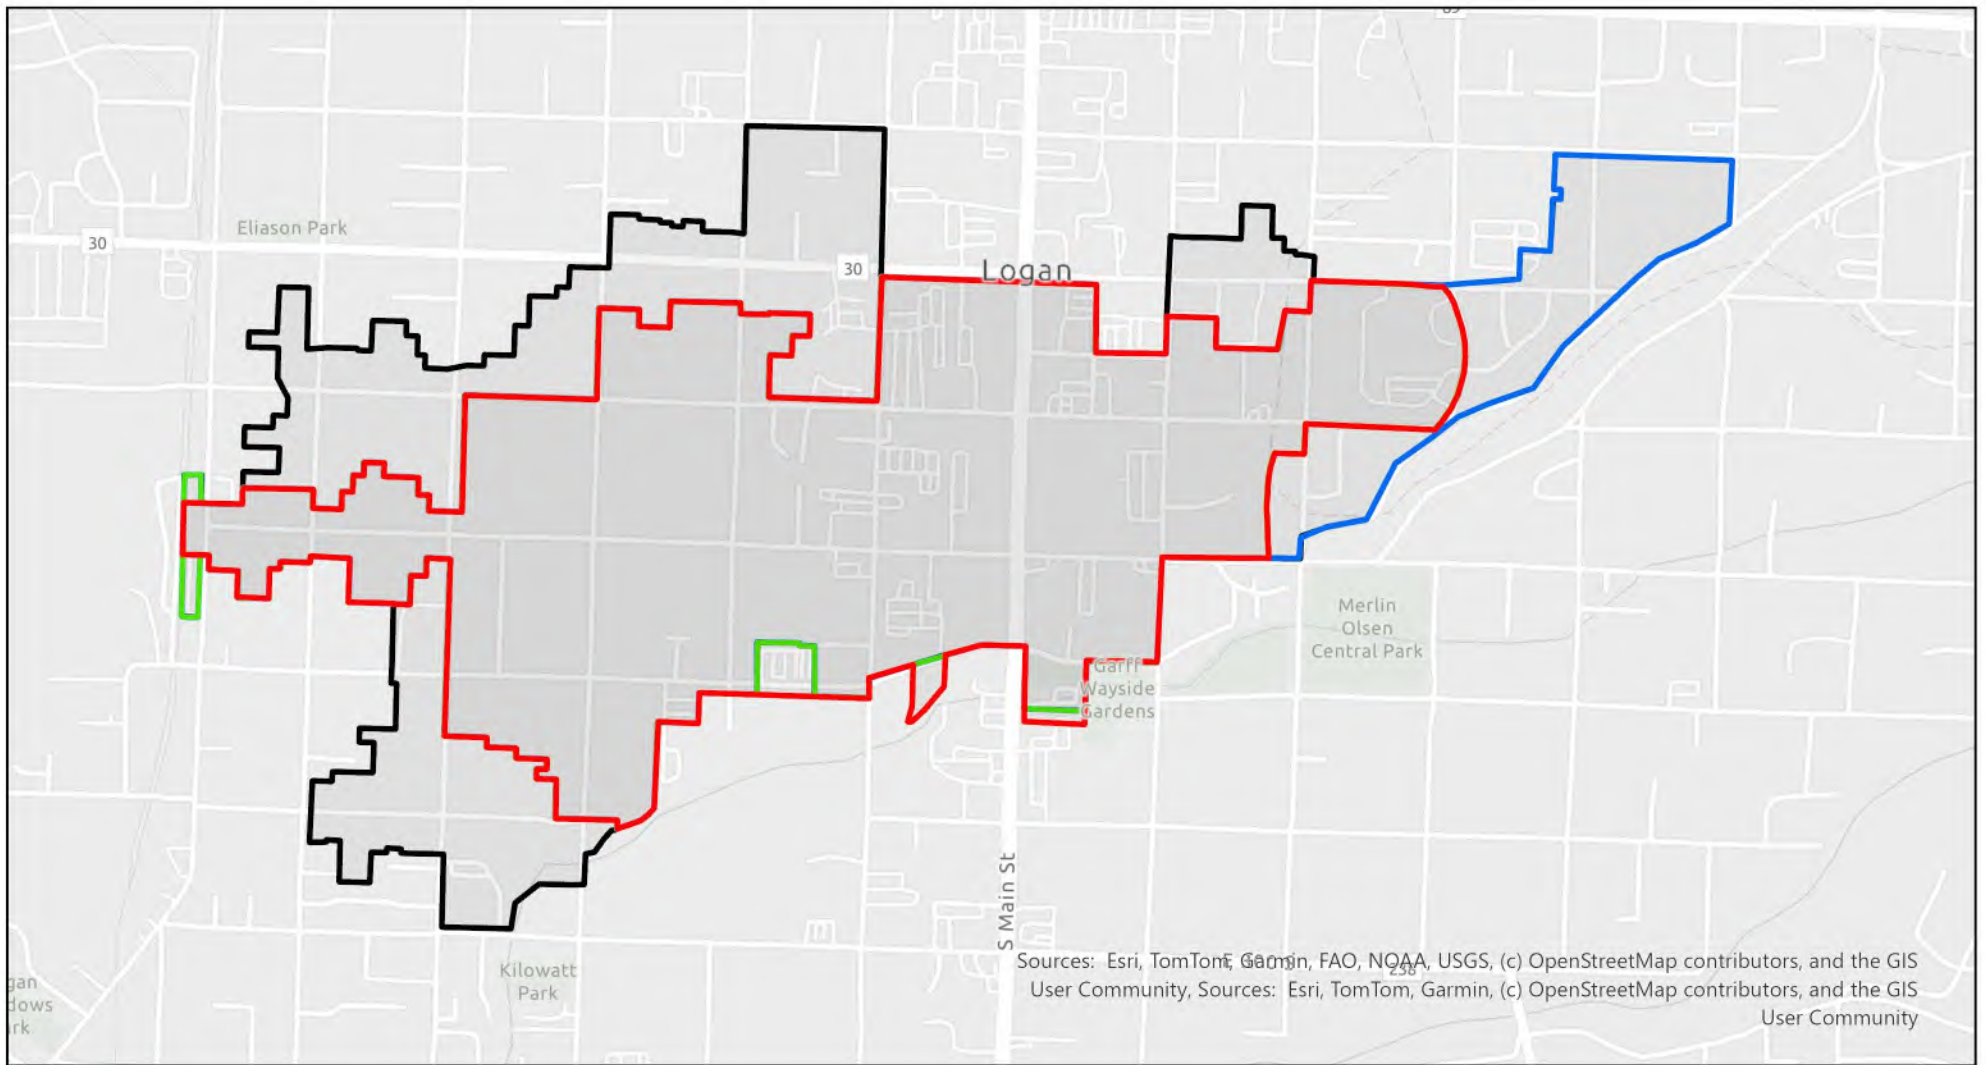 89
Eliason Park
30
30
Logan
Merlin
Olsen
Central Park
Garff
Wayside
Gardens
S Main St
Kilowatt
Park
238
Sources: Esri, TomTom, Garmin, FAO, NOAA, USGS, (c) OpenStreetMap contributors, and the GIS
User Community, Sources: Esri, TomTom, Garmin, (c) OpenStreetMap contributors, and the GIS
User Community